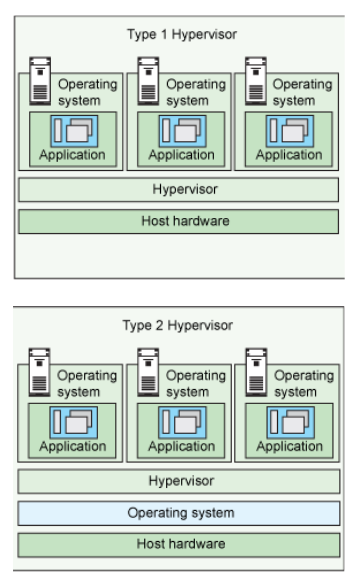 Type 1 Hypervisor
Operating
system
Application
Operating
system
Application
Operating
system
Application
Hypervisor
Host hardware
Type 2 Hypervisor
Operating
system
Application
Operating
system
Application
Operating
system
Application
Hypervisor
Operating system
Host hardware